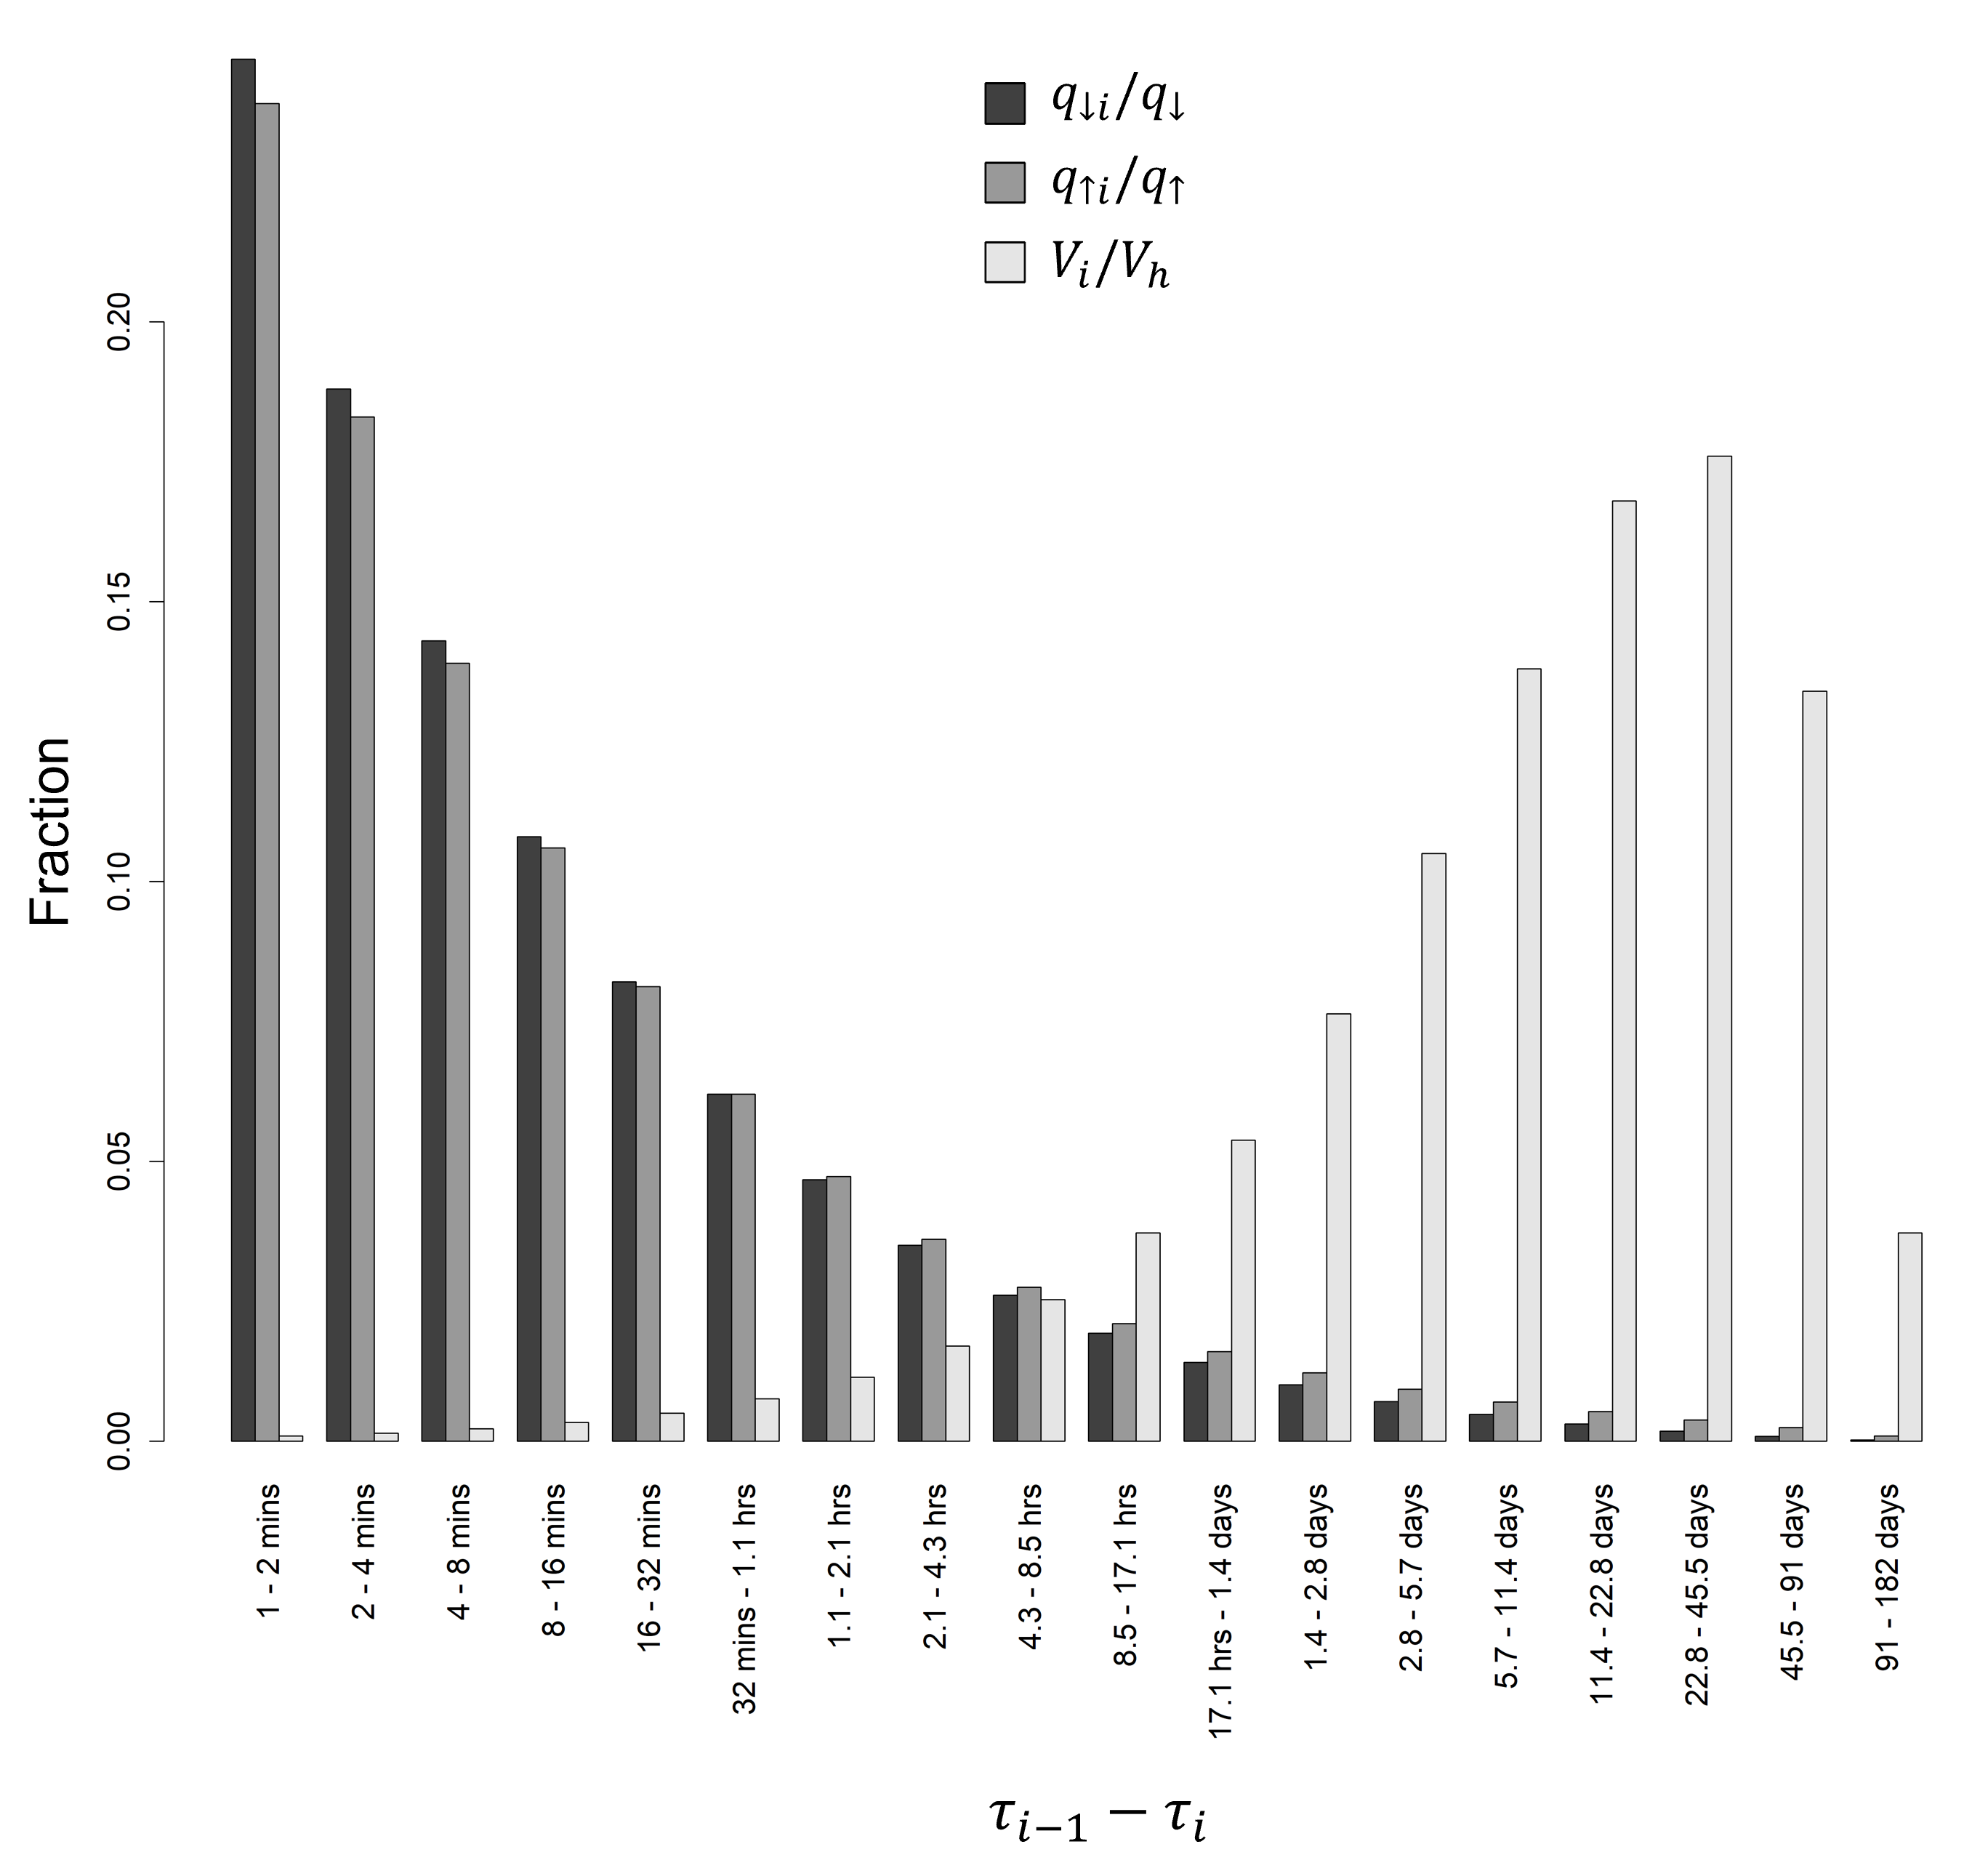 q↓i/q↓
q↑i/q↑
Vi/Vh
Fraction
0.20
0.15
0.10
0.05
0.00
1 - 2 mins
2 - 4 mins
4 - 8 mins
8 - 16 mins
16 - 32 mins
32 mins - 1.1 hrs
1.1 - 2.1 hrs
2.1 - 4.3 hrs
4.3 - 8.5 hrs
8.5 - 17.1 hrs
17.1 hrs - 1.4 days
1.4 - 2.8 days
2.8 - 5.7 days
5.7 - 11.4 days
11.4 - 22.8 days
22.8 - 45.5 days
45.5 - 91 days
91 - 182 days
τi−1 − τi